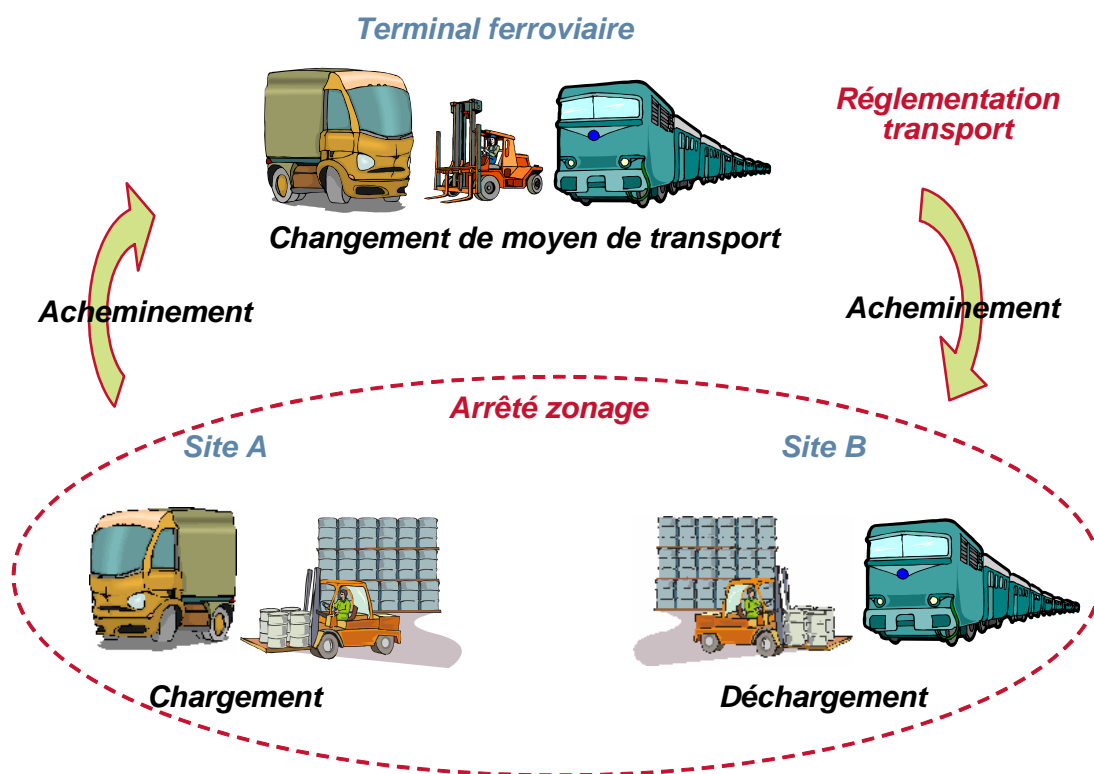 Terminal ferroviaire
Réglementation
transport
Changement de moyen de transport
Acheminement
Acheminement
Arrêté zonage
Site A
Site B
Chargement
Déchargement